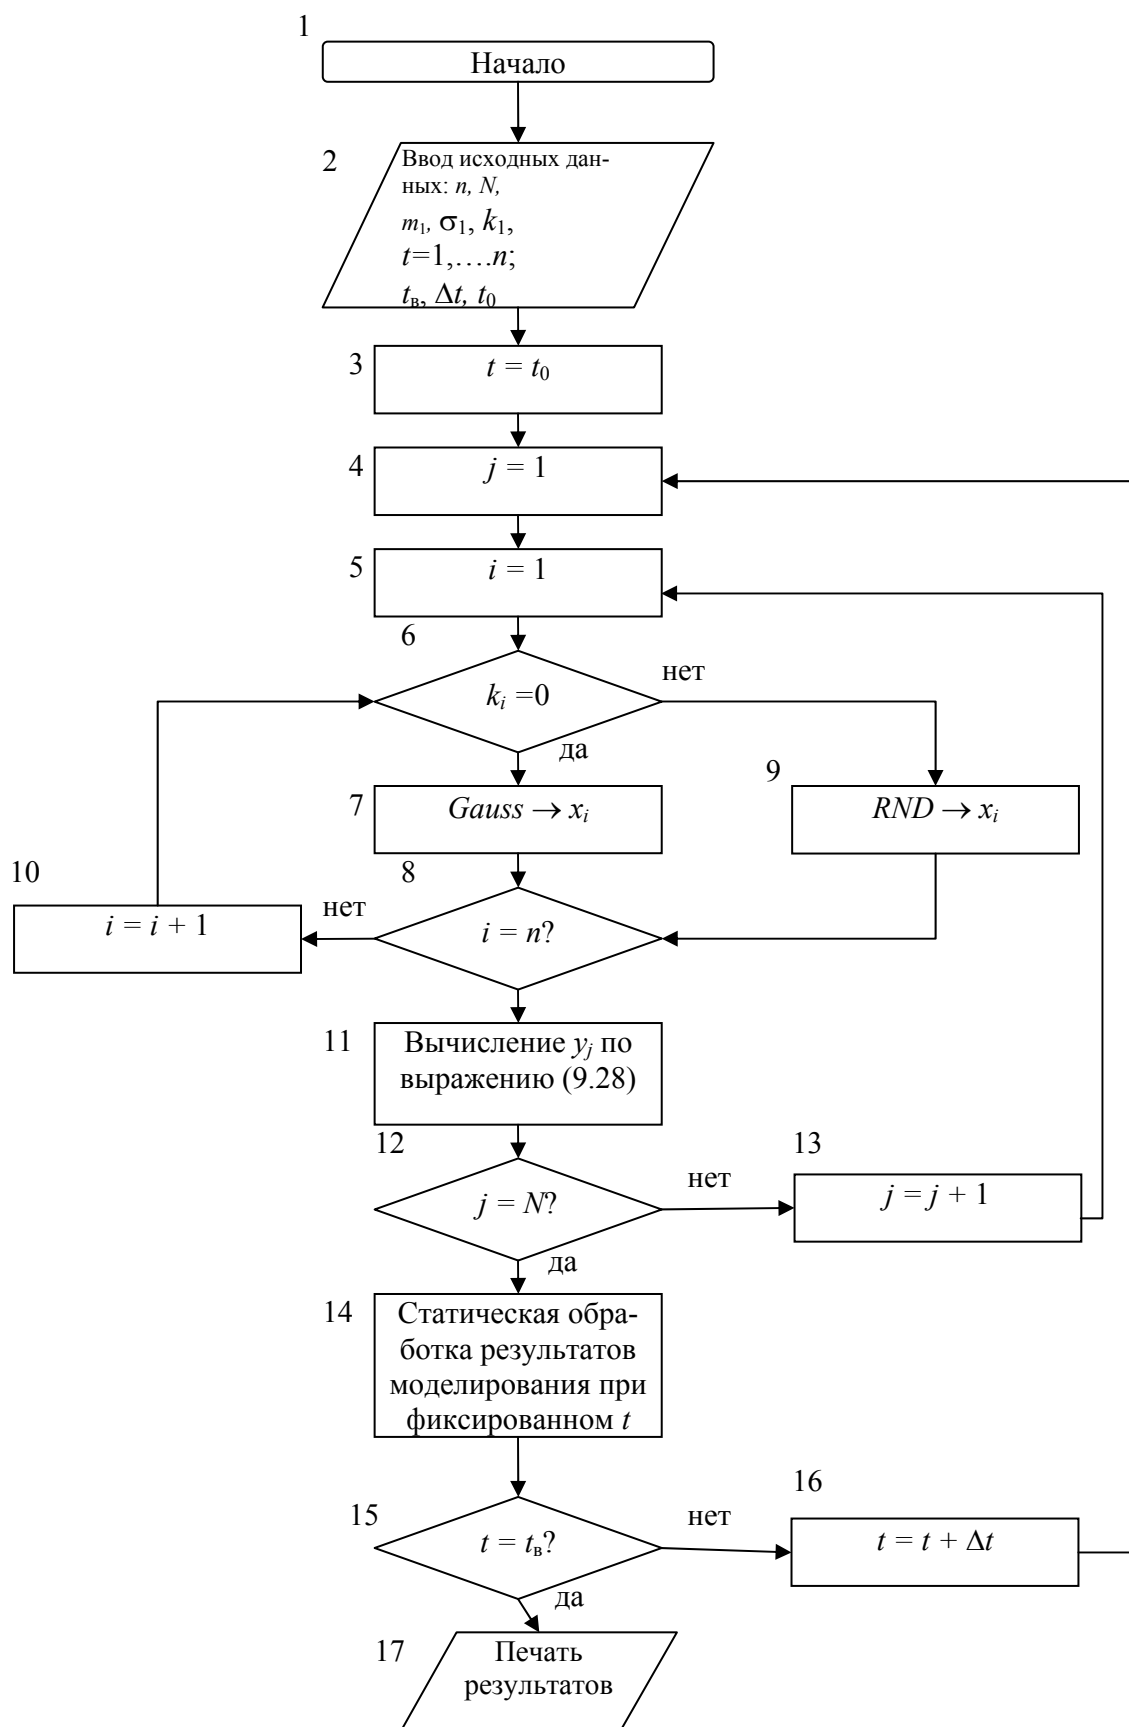 1
Начало
2
Ввод исходных дан-
ных: n, N,
m₁, σ₁, k₁,
t=1,….n;
tв, Δt, t₀
3
t = t₀
4
j = 1
5
i = 1
6
kᵢ =0
нет
да
7
Gauss → xᵢ
9
RND → xᵢ
8
i = n?
нет
10
i = i + 1
11
Вычисление yⱼ по
выражению (9.28)
12
j = N?
нет
да
13
j = j + 1
14
Статическая обра-
ботка результатов
моделирования при
фиксированном t
15
t = tв?
нет
да
16
t = t + Δt
17
Печать
результатов